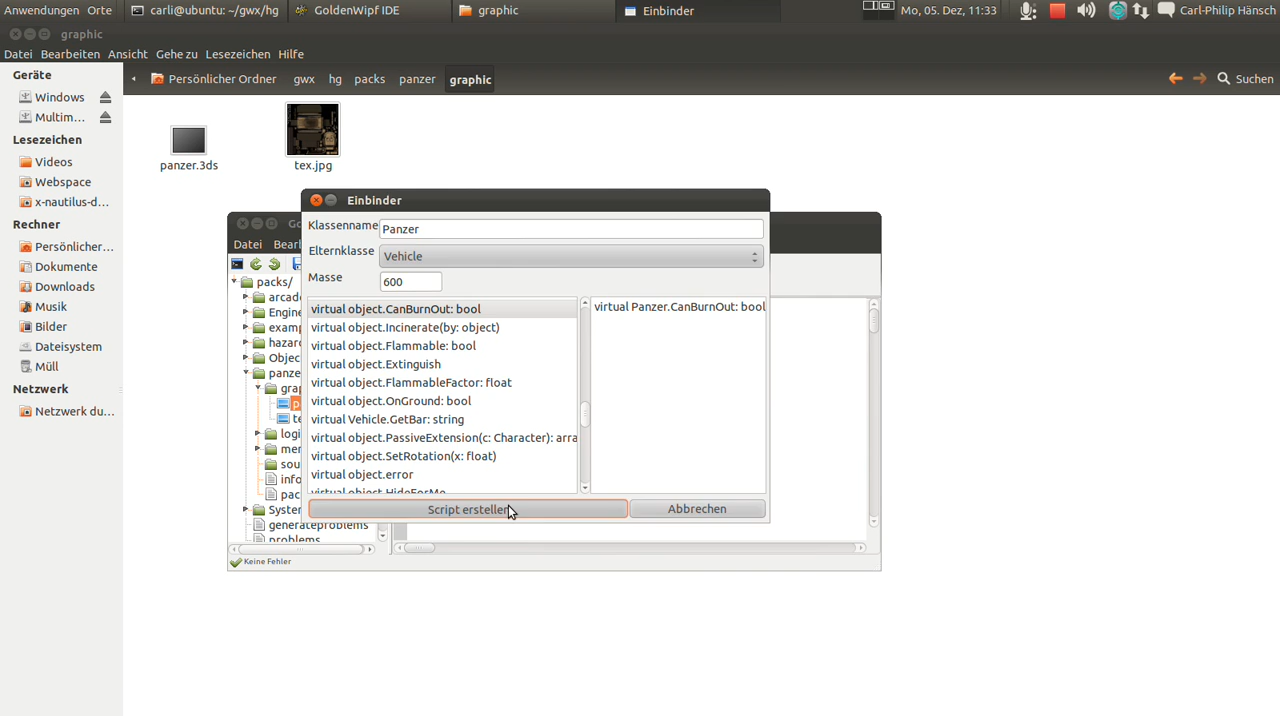 Anwendungen Orte
carli@ubuntu: ~/gwx/hg
GoldenWipf IDE
graphic
Einbinder
Mo, 05. Dez, 11:33
Carl-Philip Hänsch
graphic
Datei Bearbeiten Ansicht Gehe zu Lesezeichen Hilfe
Geräte
Windows
Multim...
Lesezeichen
Videos
Webspace
x-nautilus-d...
Rechner
Persönlicher...
Dokumente
Downloads
Musik
Bilder
Dateisystem
Müll
Netzwerk
Netzwerk du...
Persönlicher Ordner gwx hg packs panzer graphic
Suchen
panzer.3ds
tex.jpg
Datei
packs/
Objec
System
generateproblems
problems
Keine Fehler
Einbinder
Klassenname Panzer
Elternklasse Vehicle
Masse 600
virtual object.CanBurnOut: bool
virtual object.Incinerate(by: object)
virtual object.Flammable: bool
virtual object.Extinguish
virtual object.FlammableFactor: float
virtual object.OnGround: bool
virtual Vehicle.GetBar: string
virtual object.PassiveExtension(c: Character): arra
virtual object.SetRotation(x: float)
virtual object.error
virtual object.HideForMe
virtual Panzer.CanBurnOut: bool
Script erstellen
Abbrechen